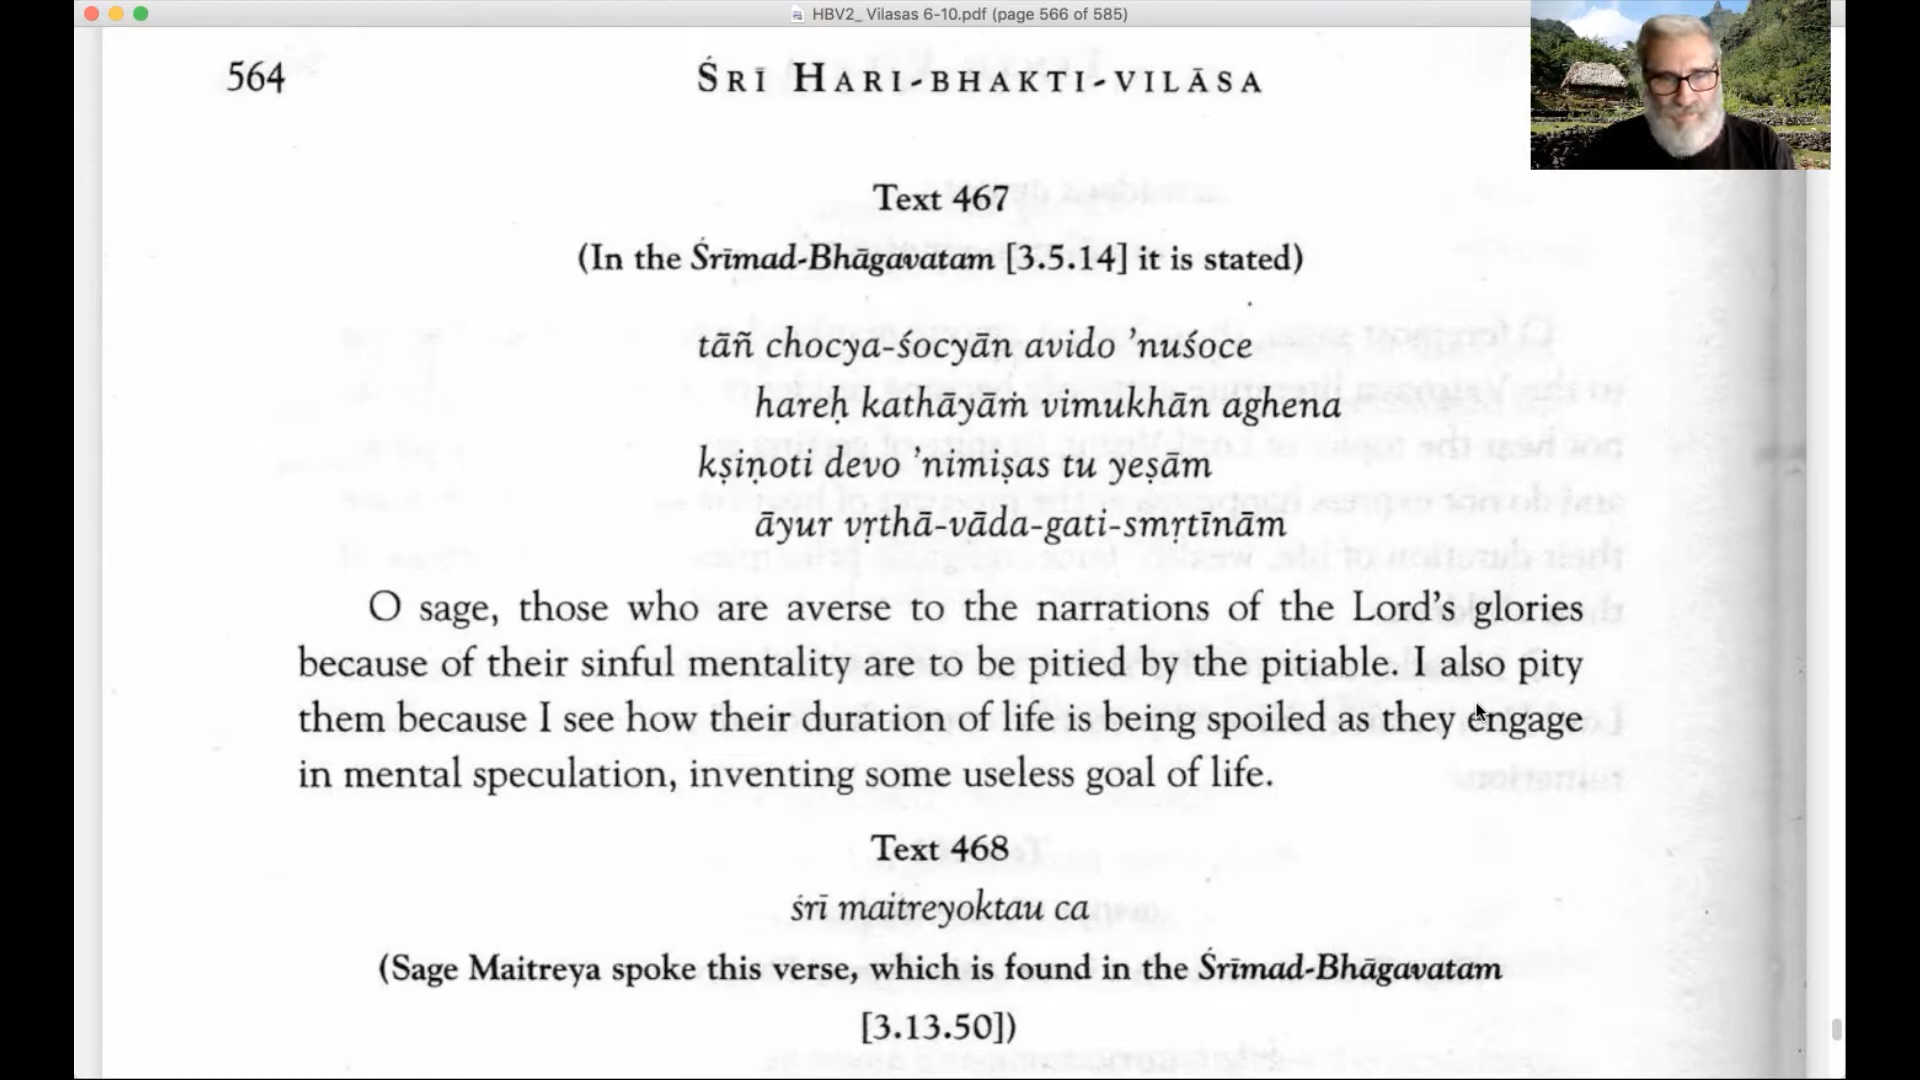 HBV2_ Vilasas 6-10.pdf (page 566 of 585)
564
ŚRĪ HARI-BHAKTI-VILĀSA
Text 467
(In the Śrīmad-Bhāgavatam [3.5.14] it is stated)
tāñ chocya-śocyān avido ’nuśoce
hareḥ kathāyāṁ vimukhān aghena
kṣiṇoti devo ’nimiṣas tu yeṣām
āyur vṛthā-vāda-gati-smṛtīnām
O sage, those who are averse to the narrations of the Lord’s glories
because of their sinful mentality are to be pitied by the pitiable. I also pity
them because I see how their duration of life is being spoiled as they engage
in mental speculation, inventing some useless goal of life.
Text 468
śrī maitreyoktau ca
(Sage Maitreya spoke this verse, which is found in the Śrīmad-Bhāgavatam
[3.13.50])